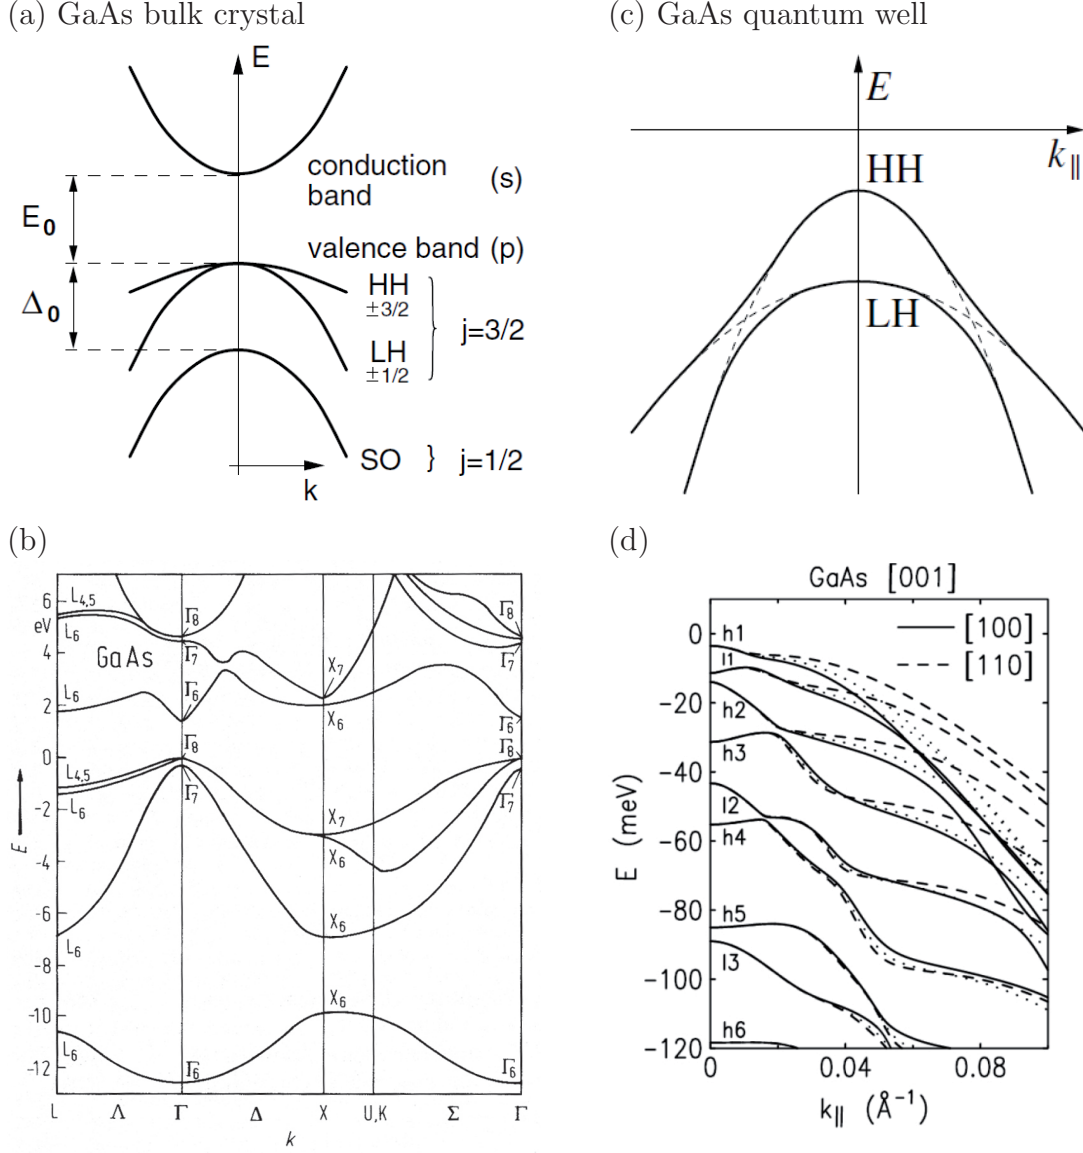 (a) GaAs bulk crystal
E
conduction
band
(s)
E₀
valence band (p)
Δ₀
HH
±3/2
j=3/2
LH
±1/2
SO } j=1/2
k
(b)
6
eV
4
2
0
-2
-4
-6
-8
-10
-12
E
GaAs
L₄,₅
L₆
L₆
L₄,₅
L₆
L₆
L₆
Γ₈
Γ₇
Γ₆
Γ₈
Γ₇
Γ₆
X₇
X₆
X₇
X₆
X₆
X₆
Γ₈
Γ₇
Γ₆
Γ₈
Γ₇
Γ₆
L Λ Γ Δ X U,K Σ Γ
k
(c) GaAs quantum well
E
k∥
HH
LH
(d)
GaAs [001]
[100]
[110]
0
-20
-40
-60
-80
-100
-120
E (meV)
h1
l1
h2
h3
l2
h4
h5
l3
h6
0 0.04 0.08
k∥ (Å⁻¹)